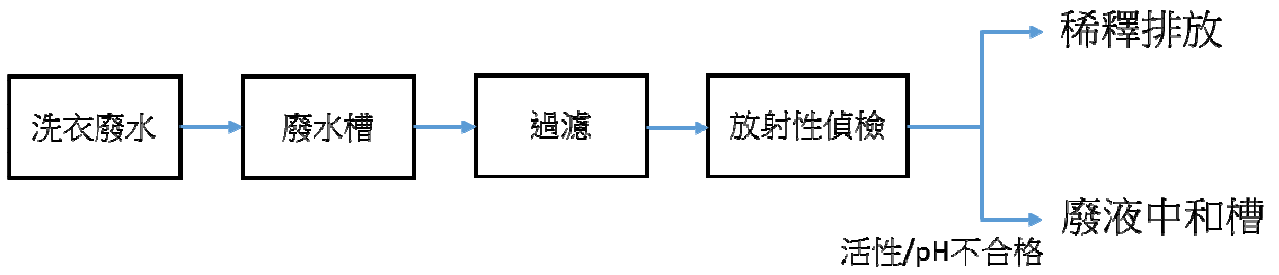 洗衣廢水
廢水槽
過濾
放射性偵檢
稀釋排放
廢液中和槽
活性/pH不合格